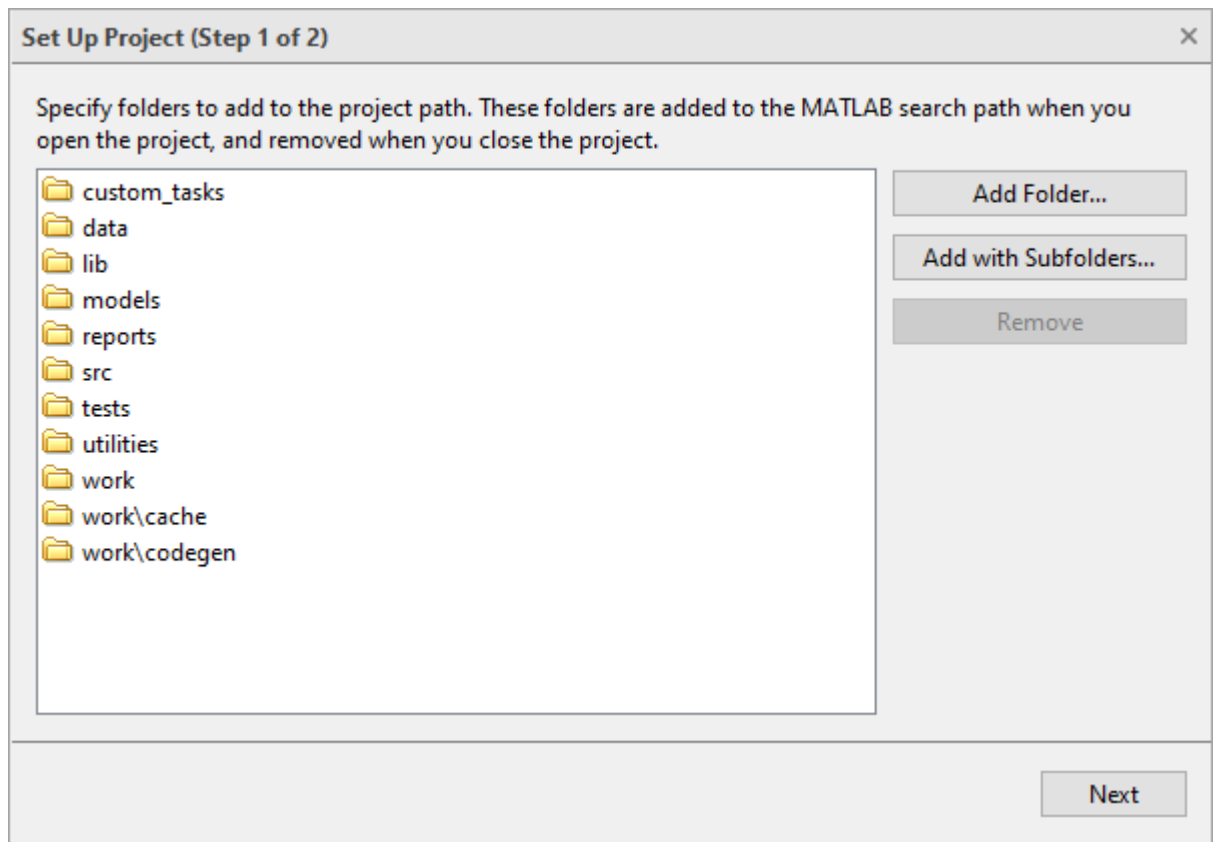 Set Up Project (Step 1 of 2)
Specify folders to add to the project path. These folders are added to the MATLAB search path when you
open the project, and removed when you close the project.
custom_tasks
data
lib
models
reports
src
tests
utilities
work
work\cache
work\codegen
Add Folder...
Add with Subfolders...
Remove
Next